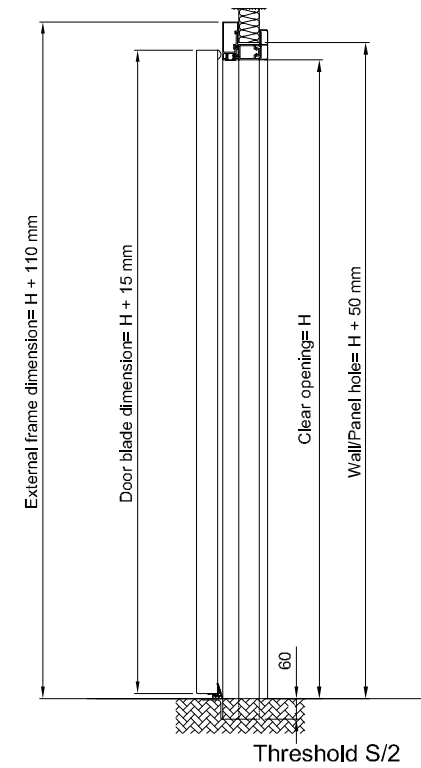 External frame dimension= H + 110 mm
Door blade dimension= H + 15 mm
Clear opening= H
Wall/Panel hole= H + 50 mm
60
Threshold S/2